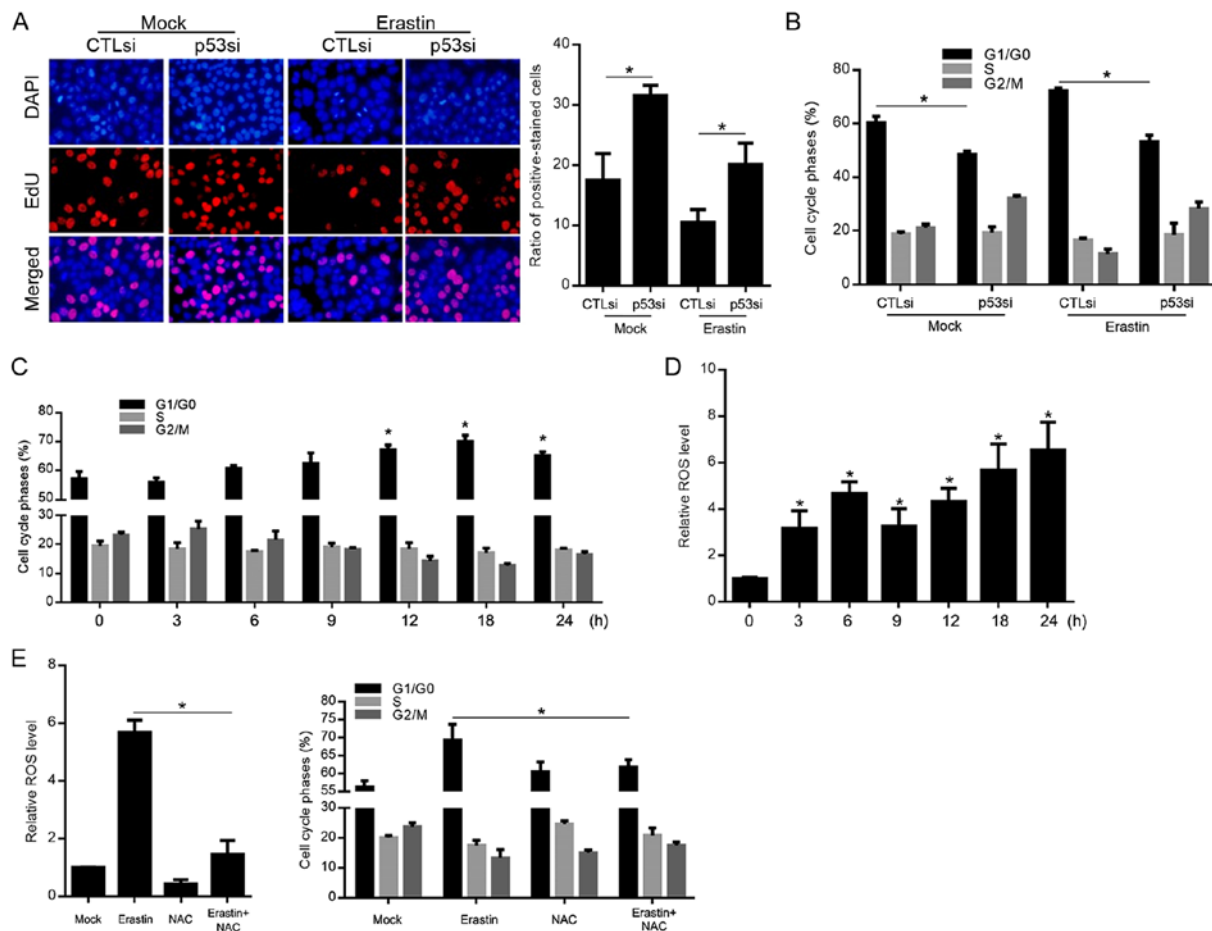 A
Mock
Erastin
CTLsi
p53si
CTLsi
p53si
DAPI
EdU
Merged
Ratio of positive-stained cells
40
30
20
10
0
*
*
CTLsi p53si CTLsi p53si
Mock
Erastin
B
G1/G0
S
G2/M
Cell cycle phases (%)
80
60
40
20
0
*
*
CTLsi
p53si
CTLsi
p53si
Mock
Erastin
C
G1/G0
S
G2/M
Cell cycle phases (%)
80
70
60
50
30
20
10
0
*
*
*
0 3 6 9 12 18 24 (h)
D
Relative ROS level
10
8
6
4
2
0
*
*
*
*
*
*
0 3 6 9 12 18 24 (h)
E
Relative ROS level
8
6
4
2
0
*
Mock Erastin NAC Erastin+
NAC
G1/G0
S
G2/M
Cell cycle phases (%)
80
75
70
65
60
55
30
20
10
0
*
Mock Erastin NAC Erastin+
NAC